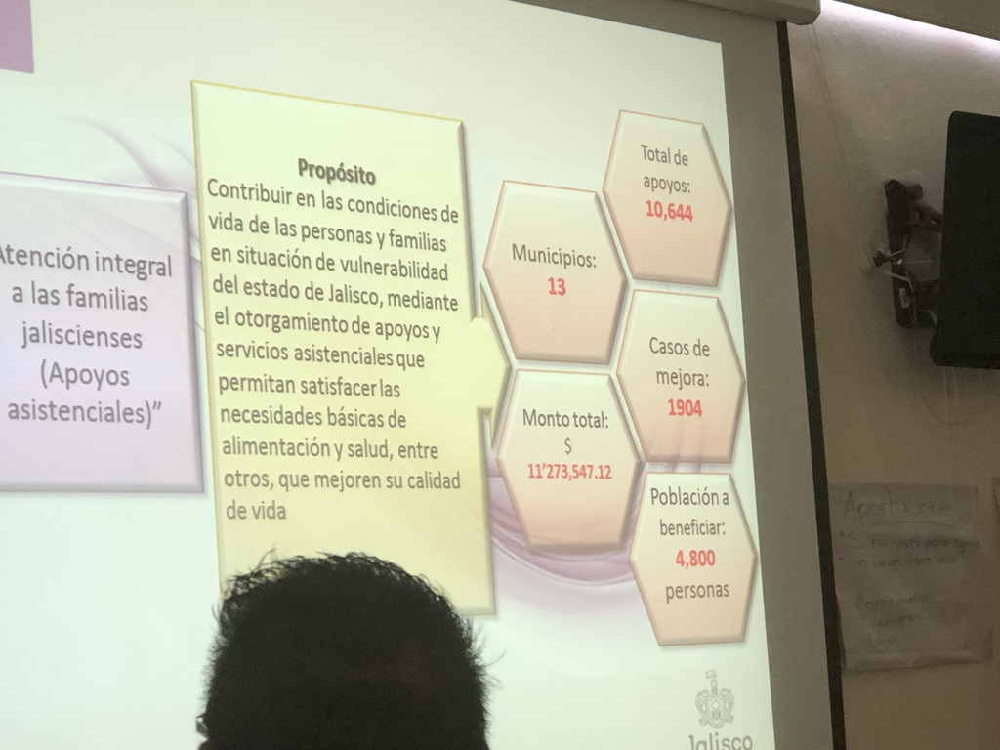 Atención integral
a las familias
jaliscienses
(Apoyos
asistenciales)”
Propósito
Contribuir en las condiciones de
vida de las personas y familias
en situación de vulnerabilidad
del estado de Jalisco, mediante
el otorgamiento de apoyos y
servicios asistenciales que
permitan satisfacer las
necesidades básicas de
alimentación y salud, entre
otros, que mejoren su calidad
de vida
Municipios:
13
Monto total:
$
11’273,547.12
Total de
apoyos:
10,644
Casos de
mejora:
1904
Población a
beneficiar:
4,800
personas
Jalisco
Aportaciones